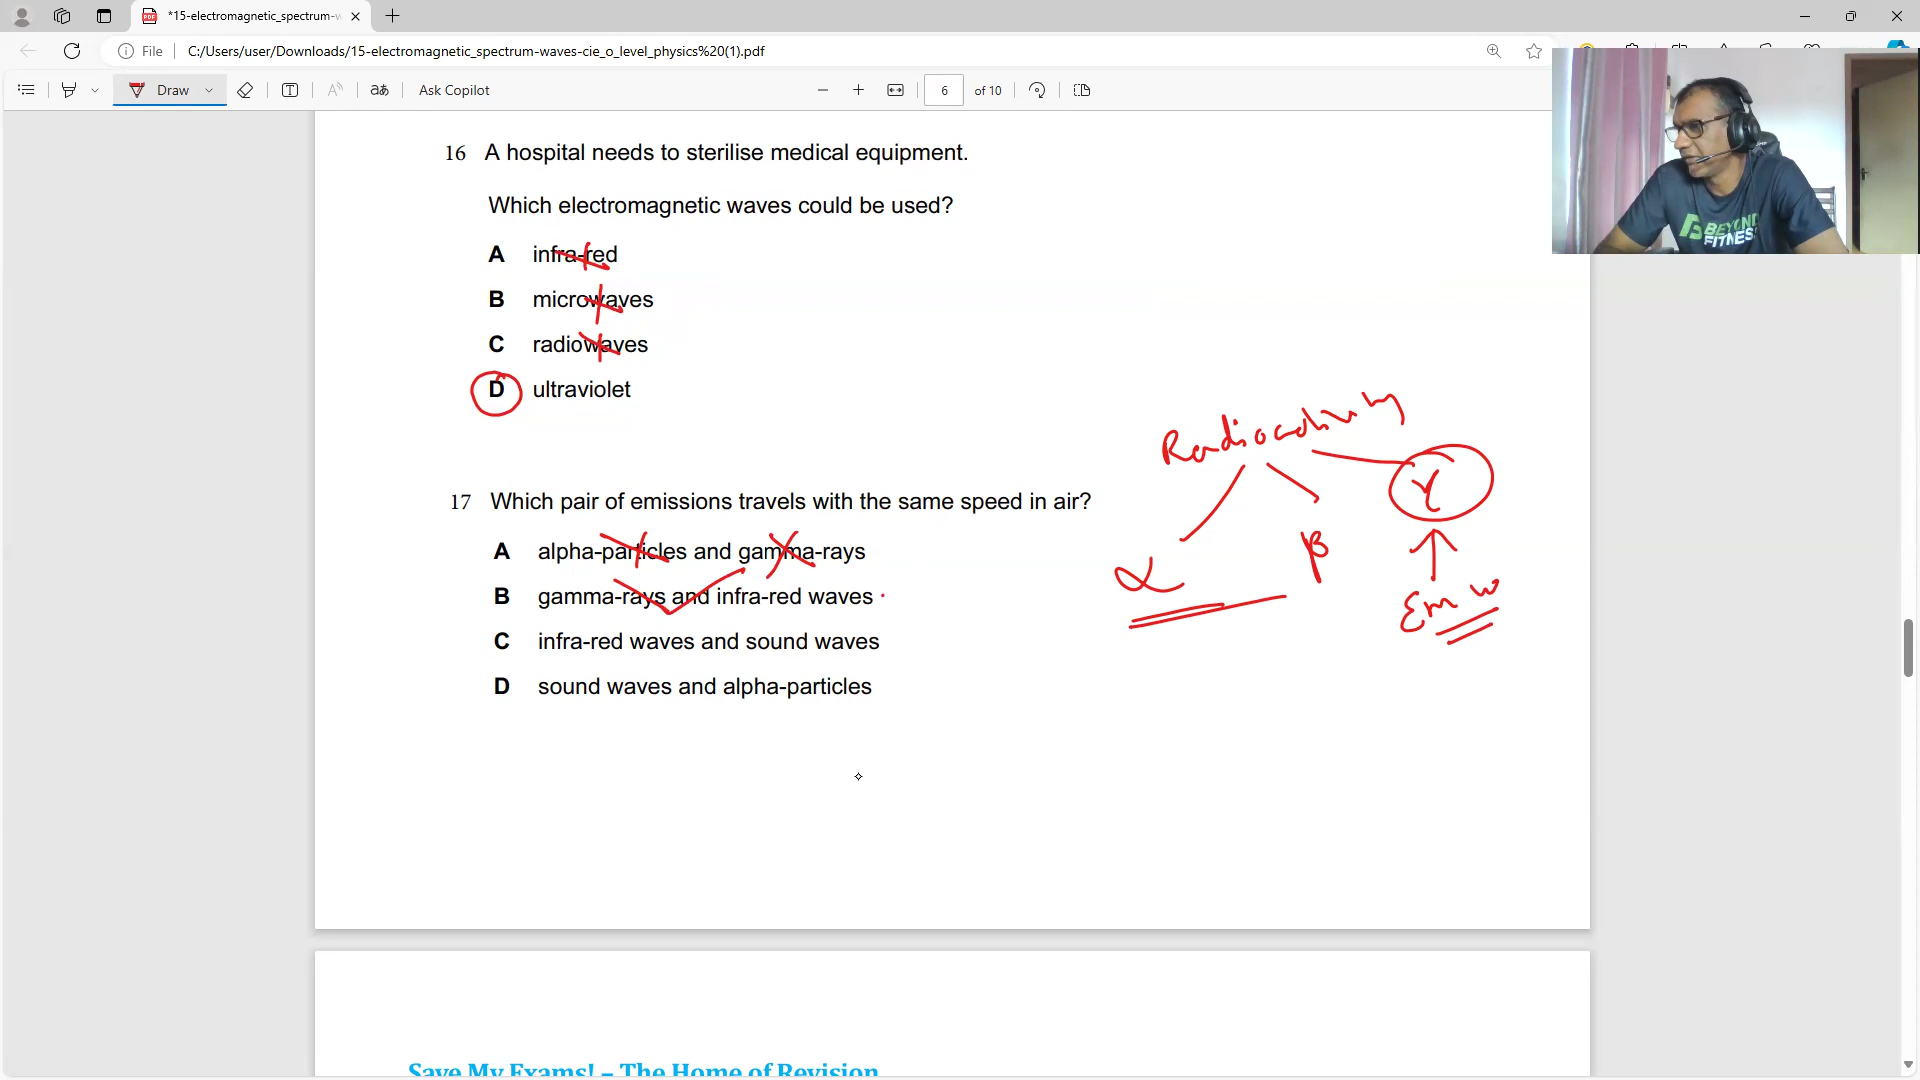 *15-electromagnetic_spectrum-w
File
C:/Users/user/Downloads/15-electromagnetic_spectrum-waves-cie_o_level_physics%20(1).pdf
Draw
T
A
aあ
Ask Copilot
6
of 10
16 A hospital needs to sterilise medical equipment.
Which electromagnetic waves could be used?
A infra-red
B microwaves
C radiowaves
D ultraviolet
Radioactivity
γ
α
β
Em w
17 Which pair of emissions travels with the same speed in air?
A alpha-particles and gamma-rays
B gamma-rays and infra-red waves
C infra-red waves and sound waves
D sound waves and alpha-particles
BEYOND
FITNESS
Save My Exams! – The Home of Revision